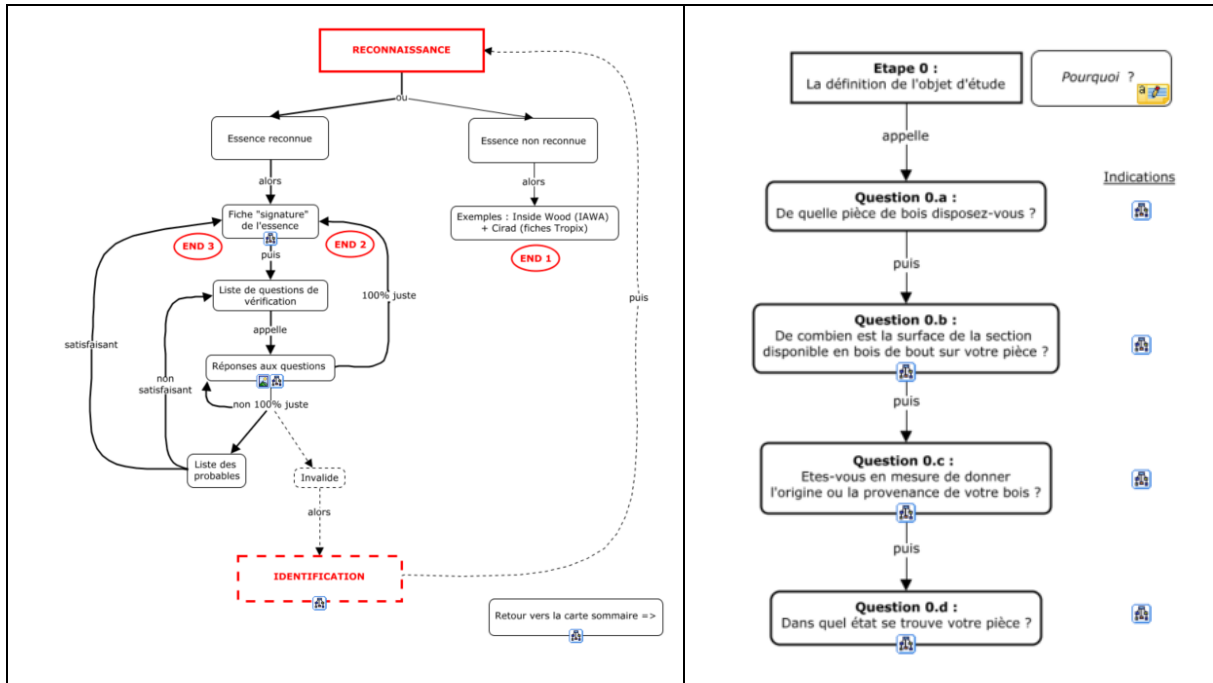 RECONNAISSANCE
ou
Essence reconnue
Essence non reconnue
alors
alors
Fiche "signature"
de l'essence
Exemples : Inside Wood (IAWA)
+ Cirad (fiches Tropix)
END 3
END 2
END 1
puis
Liste de questions de
vérification
100% juste
puis
appelle
satisfaisant
Réponses aux questions
non
satisfaisant
non 100% juste
Liste des
probables
Invalide
alors
IDENTIFICATION
Retour vers la carte sommaire =>
Etape 0 :
La définition de l'objet d'étude
Pourquoi ?
a
appelle
Indications
Question 0.a :
De quelle pièce de bois disposez-vous ?
puis
Question 0.b :
De combien est la surface de la section
disponible en bois de bout sur votre pièce ?
puis
Question 0.c :
Etes-vous en mesure de donner
l'origine ou la provenance de votre bois ?
puis
Question 0.d :
Dans quel état se trouve votre pièce ?